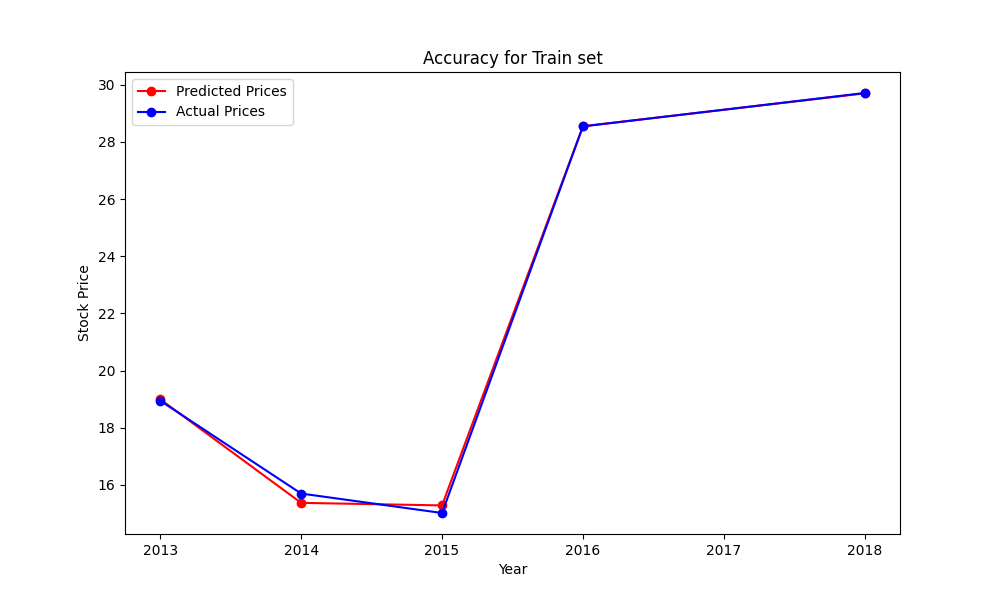 Accuracy for Train set
Predicted Prices
Actual Prices
30
28
26
24
22
20
18
16
Stock Price
2013 2014 2015 2016 2017 2018
Year